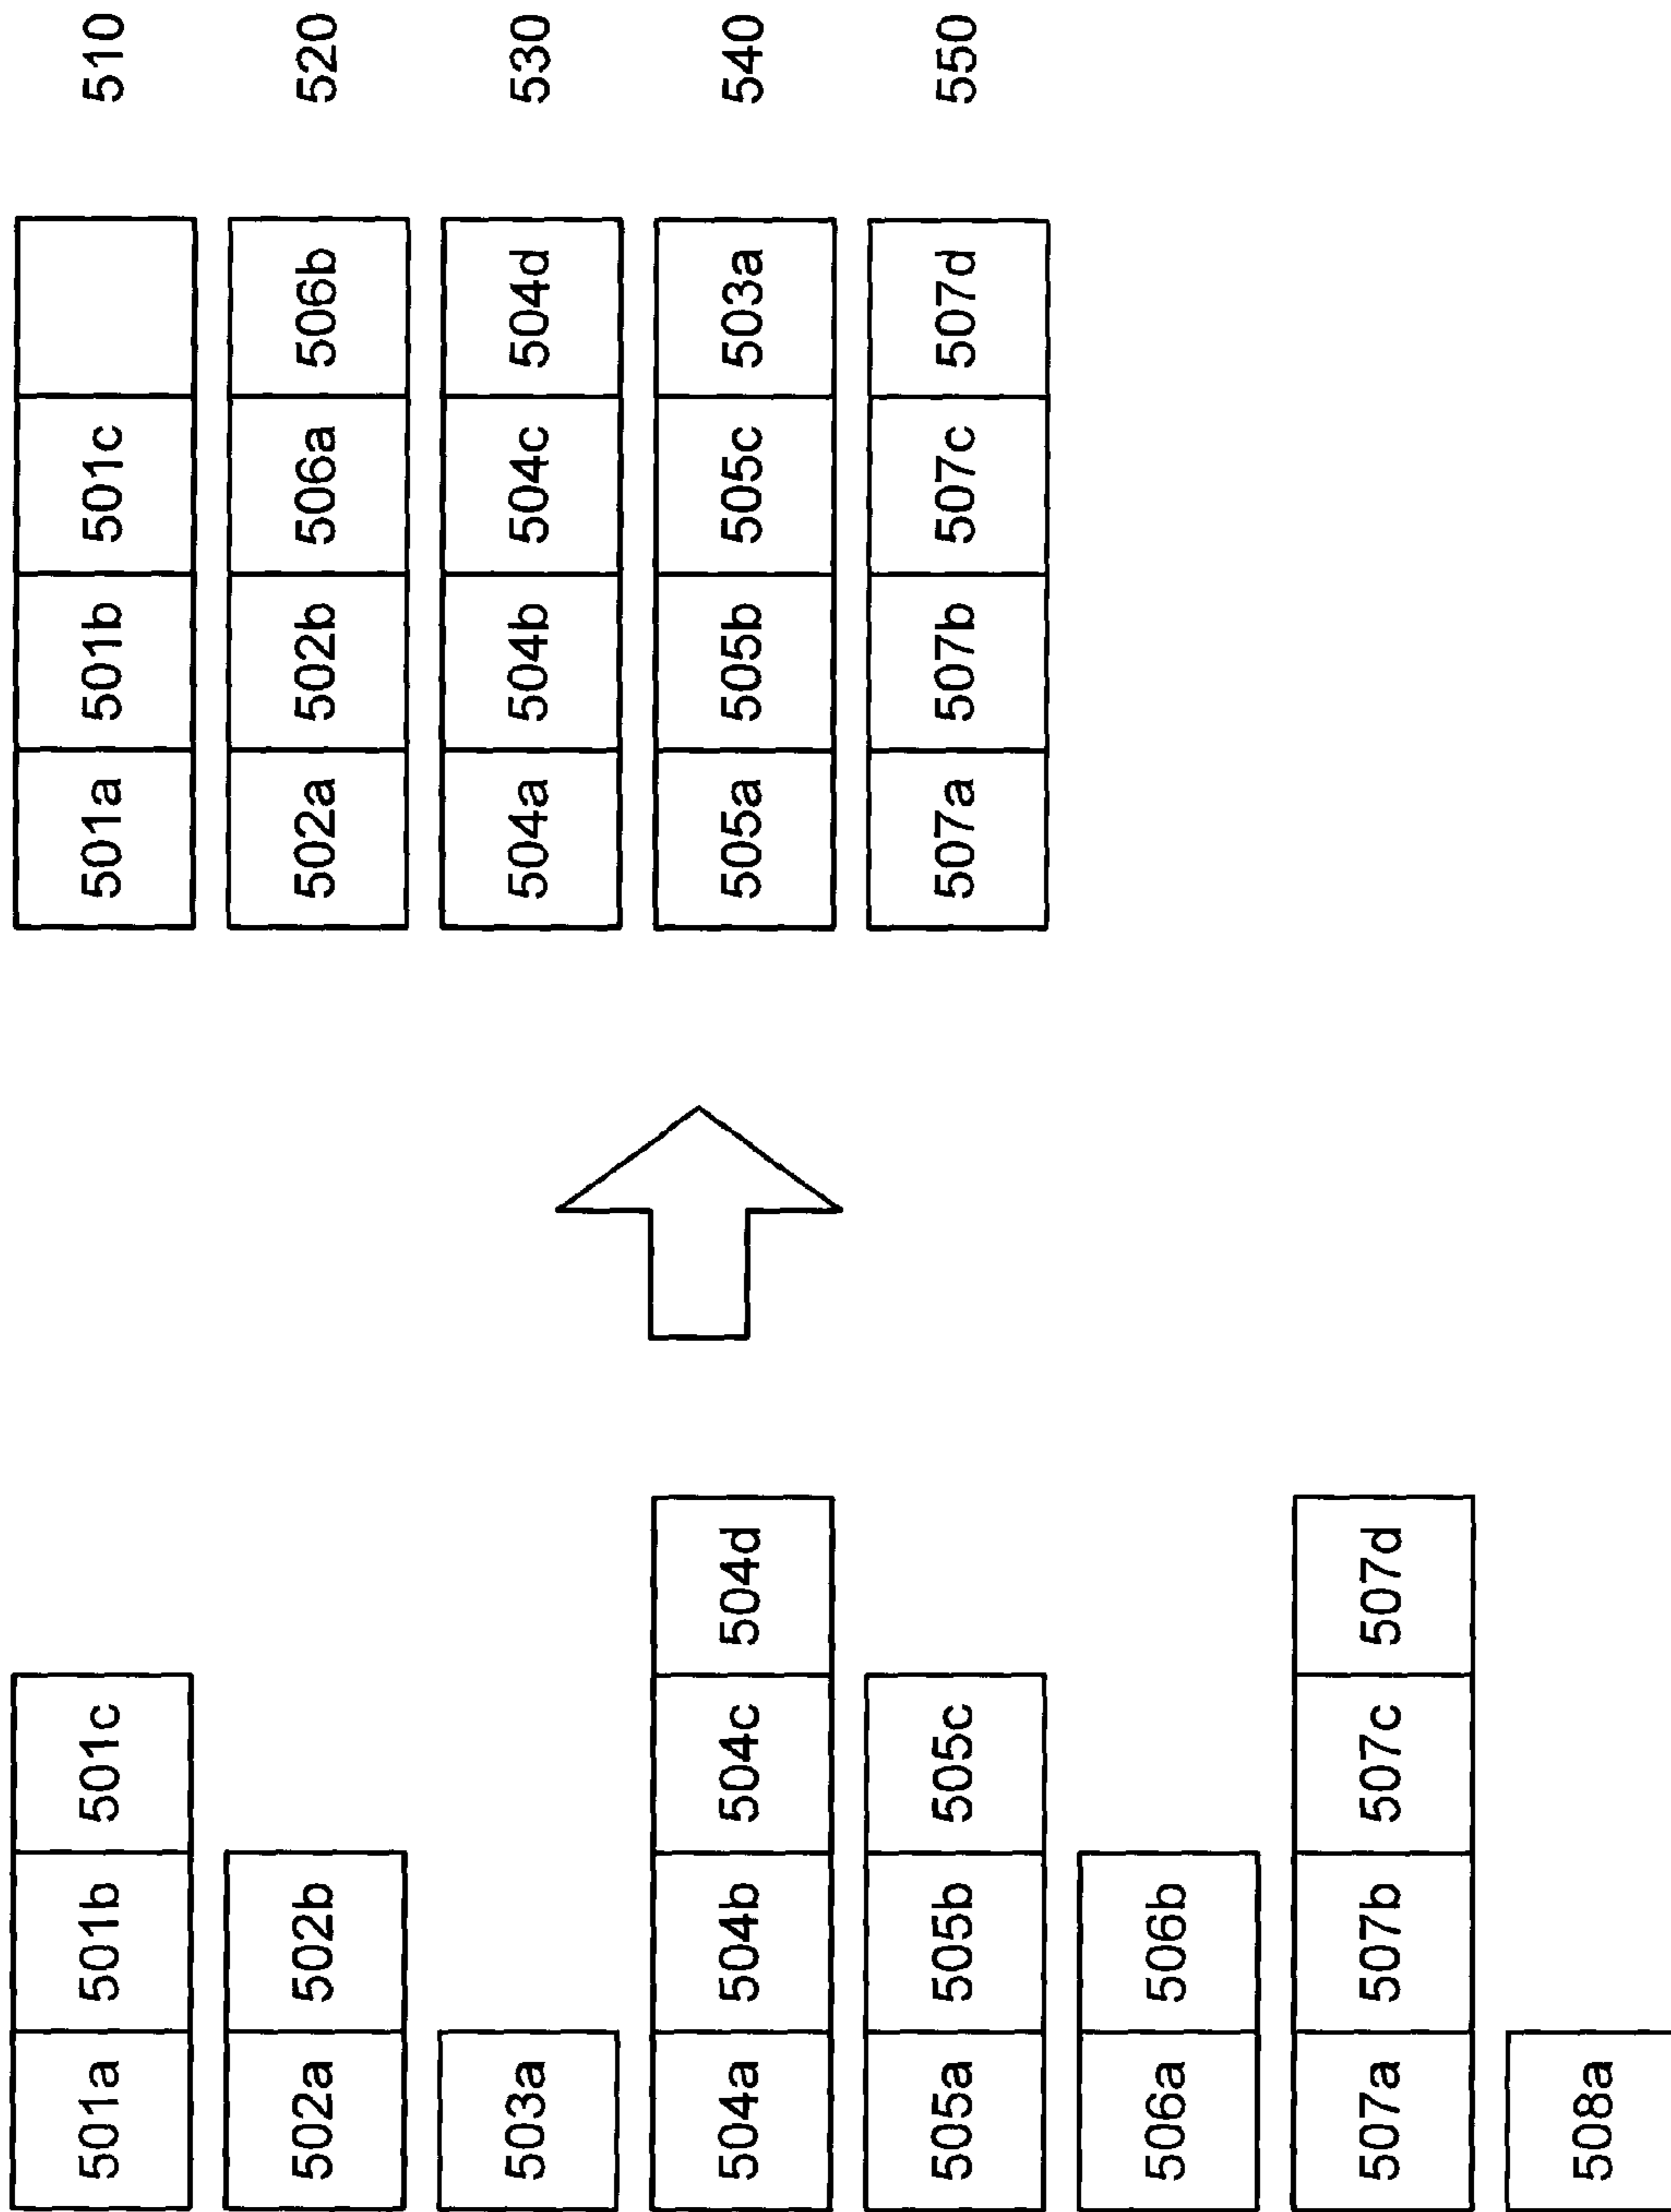 501a 501b 501c
502a 502b
503a
504a 504b 504c 504d
505a 505b 505c
506a 506b
507a 507b 507c 507d
508a
501a 501b 501c 510
502a 502b 506a 506b 520
504a 504b 504c 504d 530
505a 505b 505c 503a 540
507a 507b 507c 507d 550